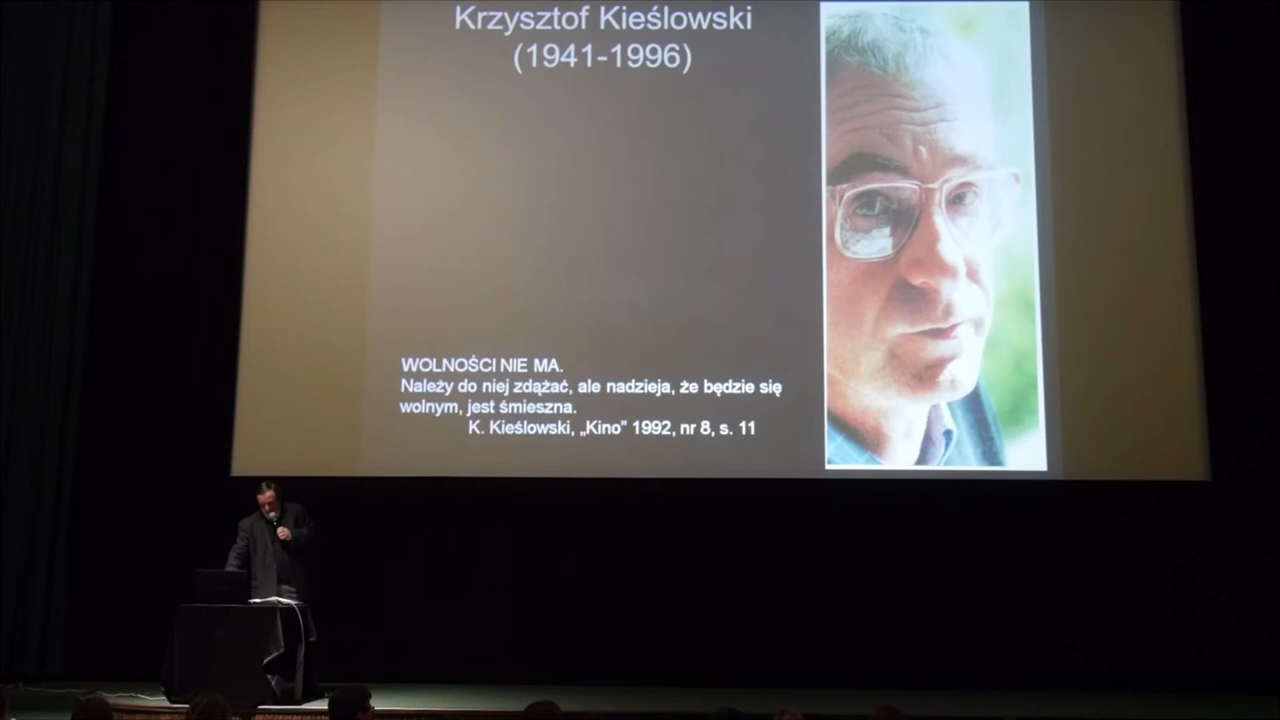 Krzysztof Kieślowski
(1941-1996)
WOLNOŚCI NIE MA.
Należy do niej zdążać, ale nadzieja, że będzie się
wolnym, jest śmieszna.
K. Kieślowski, „Kino” 1992, nr 8, s. 11